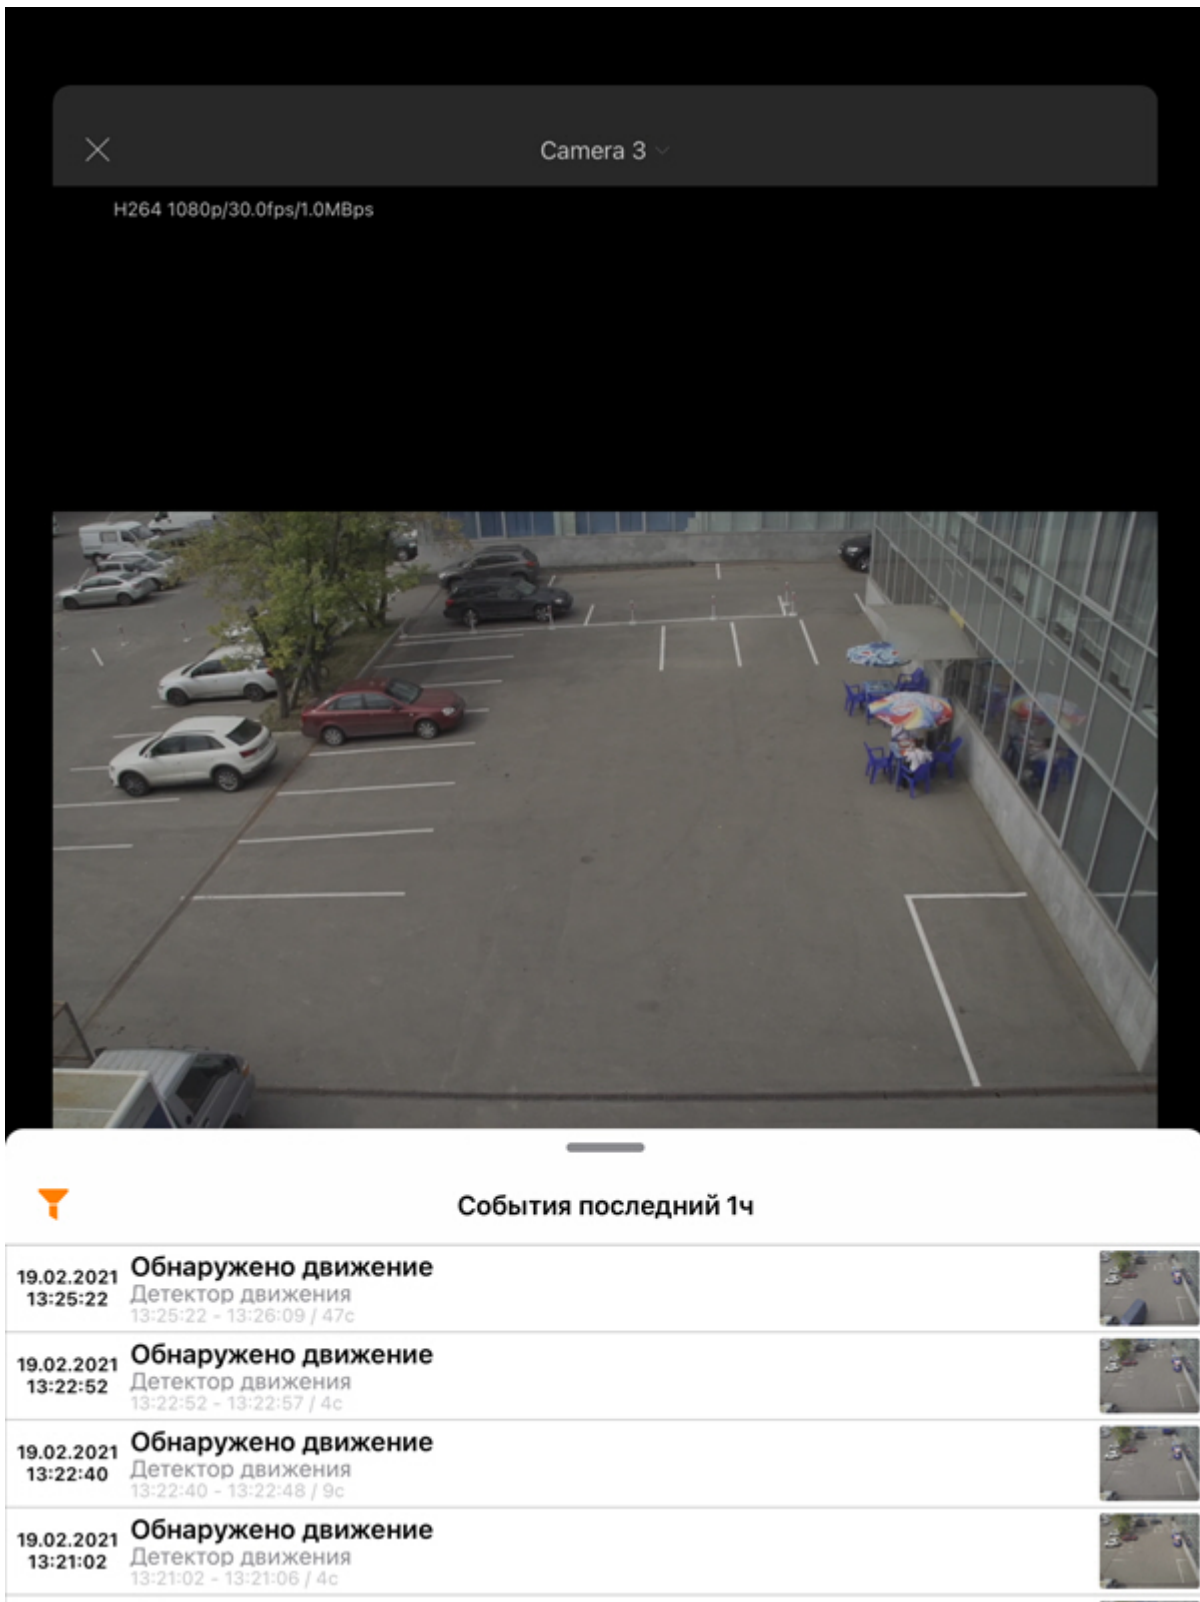 Camera 3
H264 1080p/30.0fps/1.0MBps
События последний 1ч
19.02.2021
13:25:22
Обнаружено движение
Детектор движения
13:25:22 - 13:26:09 / 47с
19.02.2021
13:22:52
Обнаружено движение
Детектор движения
13:22:52 - 13:22:57 / 4с
19.02.2021
13:22:40
Обнаружено движение
Детектор движения
13:22:40 - 13:22:48 / 9с
19.02.2021
13:21:02
Обнаружено движение
Детектор движения
13:21:02 - 13:21:06 / 4с